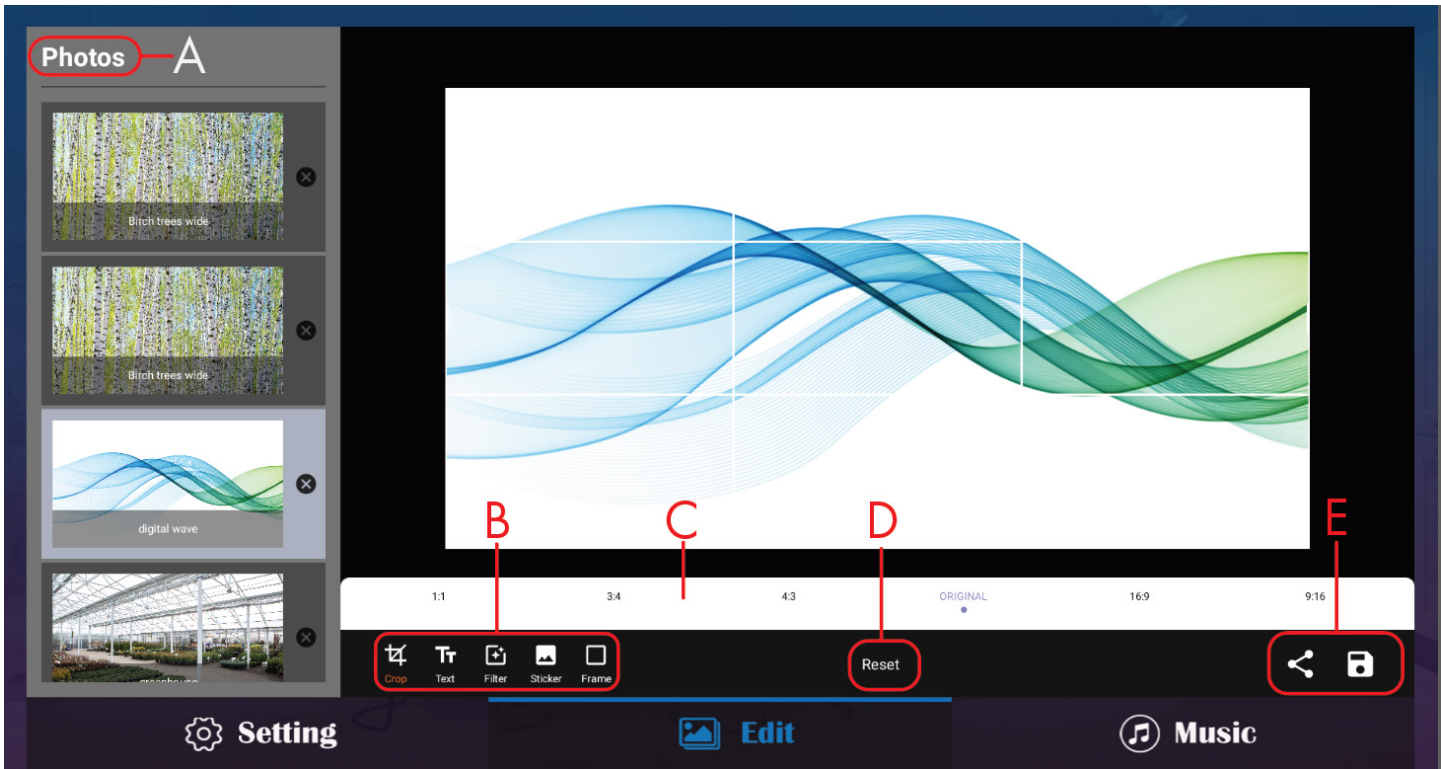 Photos
A
Birch trees wide
Birch trees wide
digital wave
greenhouse
B
C
D
E
1:1 3:4 4:3 ORIGINAL 16:9 9:16
Crop Text Filter Sticker Frame
Reset
Setting Edit Music